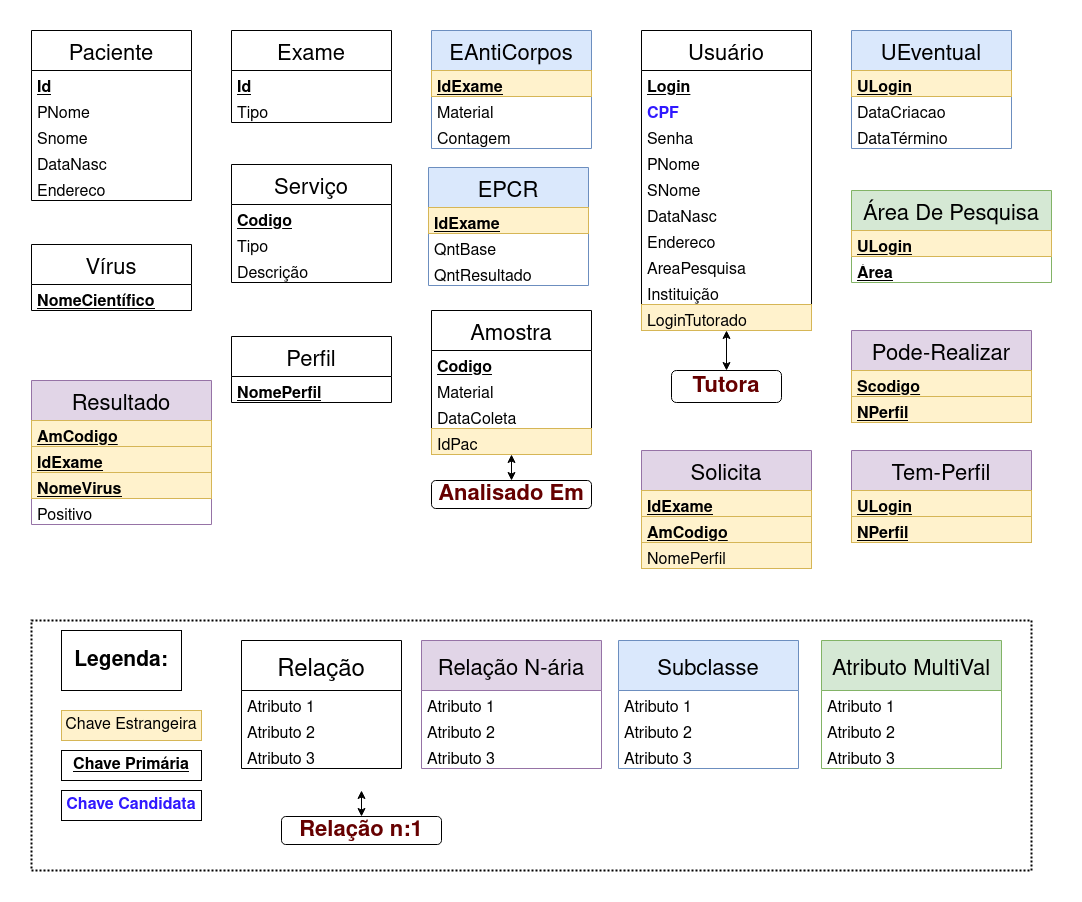 Paciente
Id
PNome
Snome
DataNasc
Endereco
Exame
Id
Tipo
EAntiCorpos
IdExame
Material
Contagem
Usuário
Login
CPF
Senha
PNome
SNome
DataNasc
Endereco
AreaPesquisa
Instituição
LoginTutorado
Tutora
UEventual
ULogin
DataCriacao
DataTérmino
Serviço
Codigo
Tipo
Descrição
EPCR
IdExame
QntBase
QntResultado
Área De Pesquisa
ULogin
Área
Vírus
NomeCientífico
Perfil
NomePerfil
Amostra
Codigo
Material
DataColeta
IdPac
Analisado Em
Pode-Realizar
Scodigo
NPerfil
Resultado
AmCodigo
IdExame
NomeVirus
Positivo
Solicita
IdExame
AmCodigo
NomePerfil
Tem-Perfil
ULogin
NPerfil
Legenda:
Chave Estrangeira
Chave Primária
Chave Candidata
Relação
Atributo 1
Atributo 2
Atributo 3
Relação n:1
Relação N-ária
Atributo 1
Atributo 2
Atributo 3
Subclasse
Atributo 1
Atributo 2
Atributo 3
Atributo MultiVal
Atributo 1
Atributo 2
Atributo 3